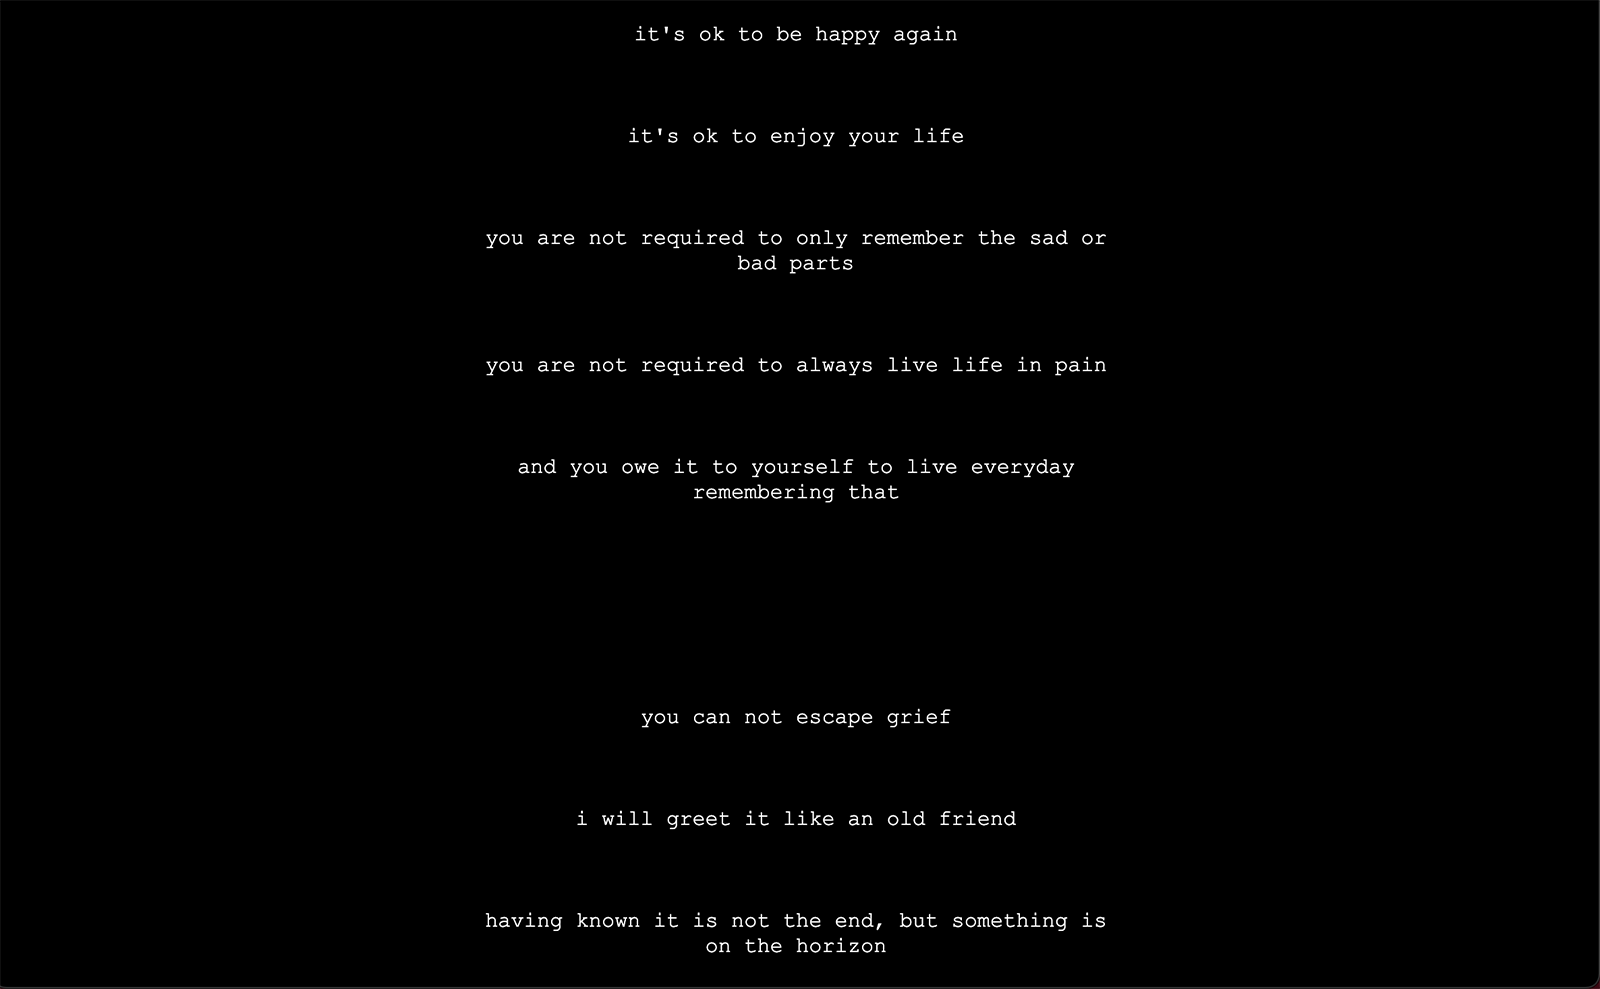 it's ok to be happy again
it's ok to enjoy your life
you are not required to only remember the sad or
bad parts
you are not required to always live life in pain
and you owe it to yourself to live everyday
remembering that
you can not escape grief
i will greet it like an old friend
having known it is not the end, but something is
on the horizon